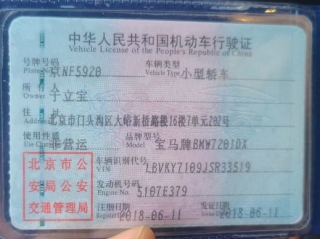 中华人民共和国机动车行驶证
Vehicle License of the People's Republic of China
号牌号码 京NF5920 车辆类型 小型轿车
Plate No. Vehicle Type
所有人 于立宝
住址 北京市门头沟区大峪新桥路楼16楼7单元202号
使用性质 非营运 品牌型号 宝马牌BMW7201DX
北京市公安局公安交通管理局
车辆识别代号 LBVKY7109JSR33519
VIN
发动机号码 5107E379
Engine No.
注册日期 2018-06-11 发证日期 2018-06-11